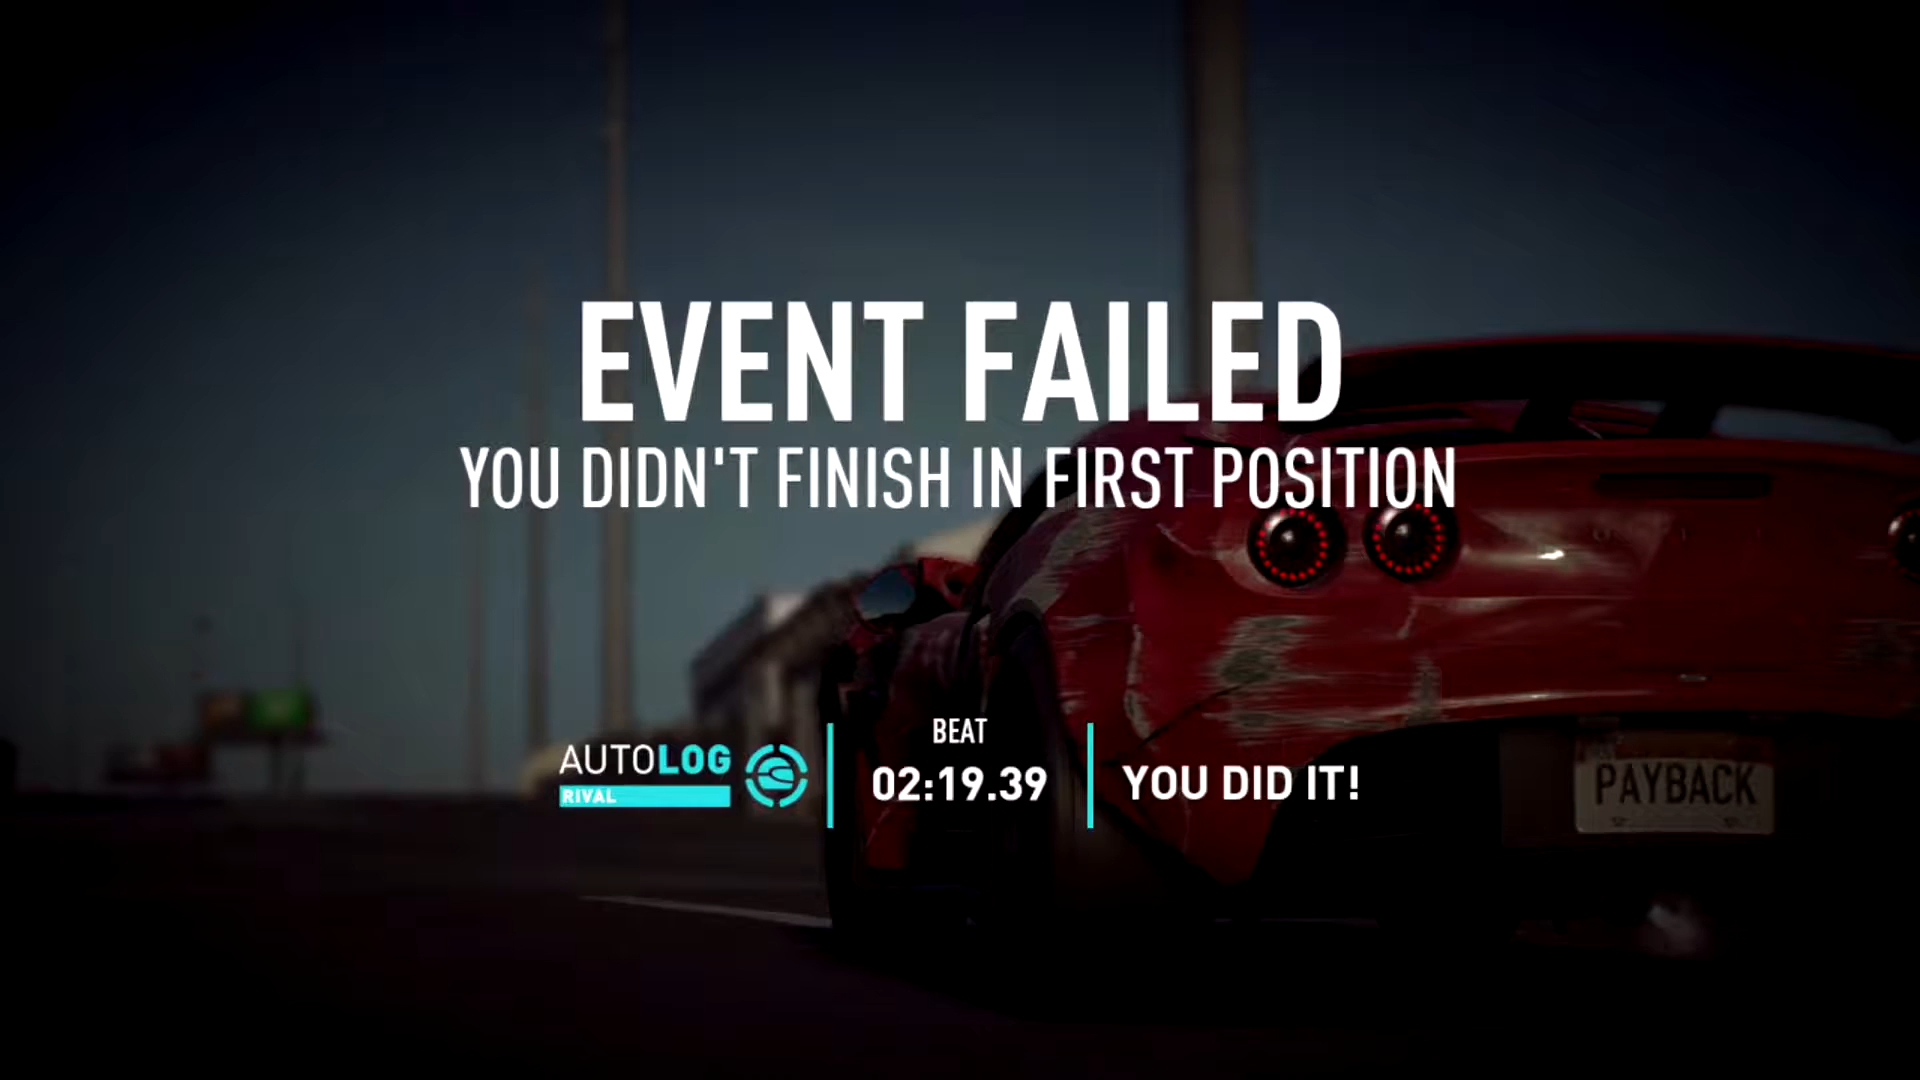 EVENT FAILED
YOU DIDN'T FINISH IN FIRST POSITION
AUTOLOG
RIVAL
BEAT
02:19.39
YOU DID IT!
PAYBACK